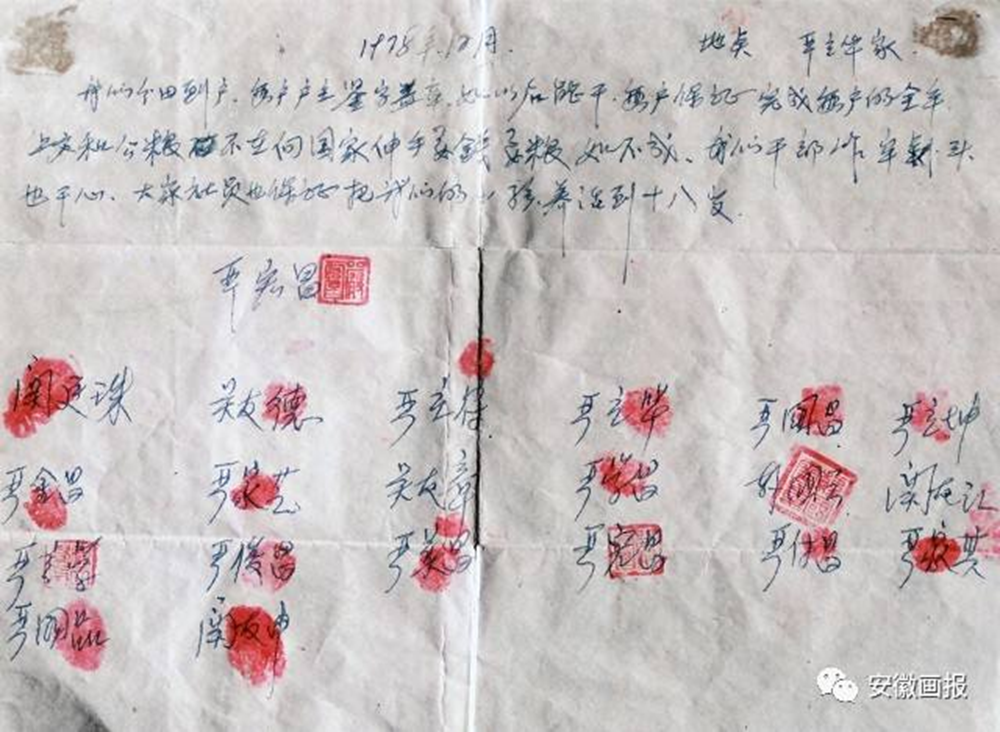 1978年12月. 地点 严立华家.
我们分田到户,每户户主签字盖章,如以后能干,每户保证完成每户的全年
上交和公粮不在向国家伸手要钱要粮,如不成,我们干部作牢刹头
也干心、大家社员也保证把我们的小孩养活到十八岁.
严宏昌
关廷珠 关友德 严立符 严立华 严国昌 严立坤
严金昌 严家芝 关友章 严学昌 韩国云 关友江
严立学 严俊昌 严美昌 严宏昌 严付昌 严家其
严国品 关友申
安徽画报